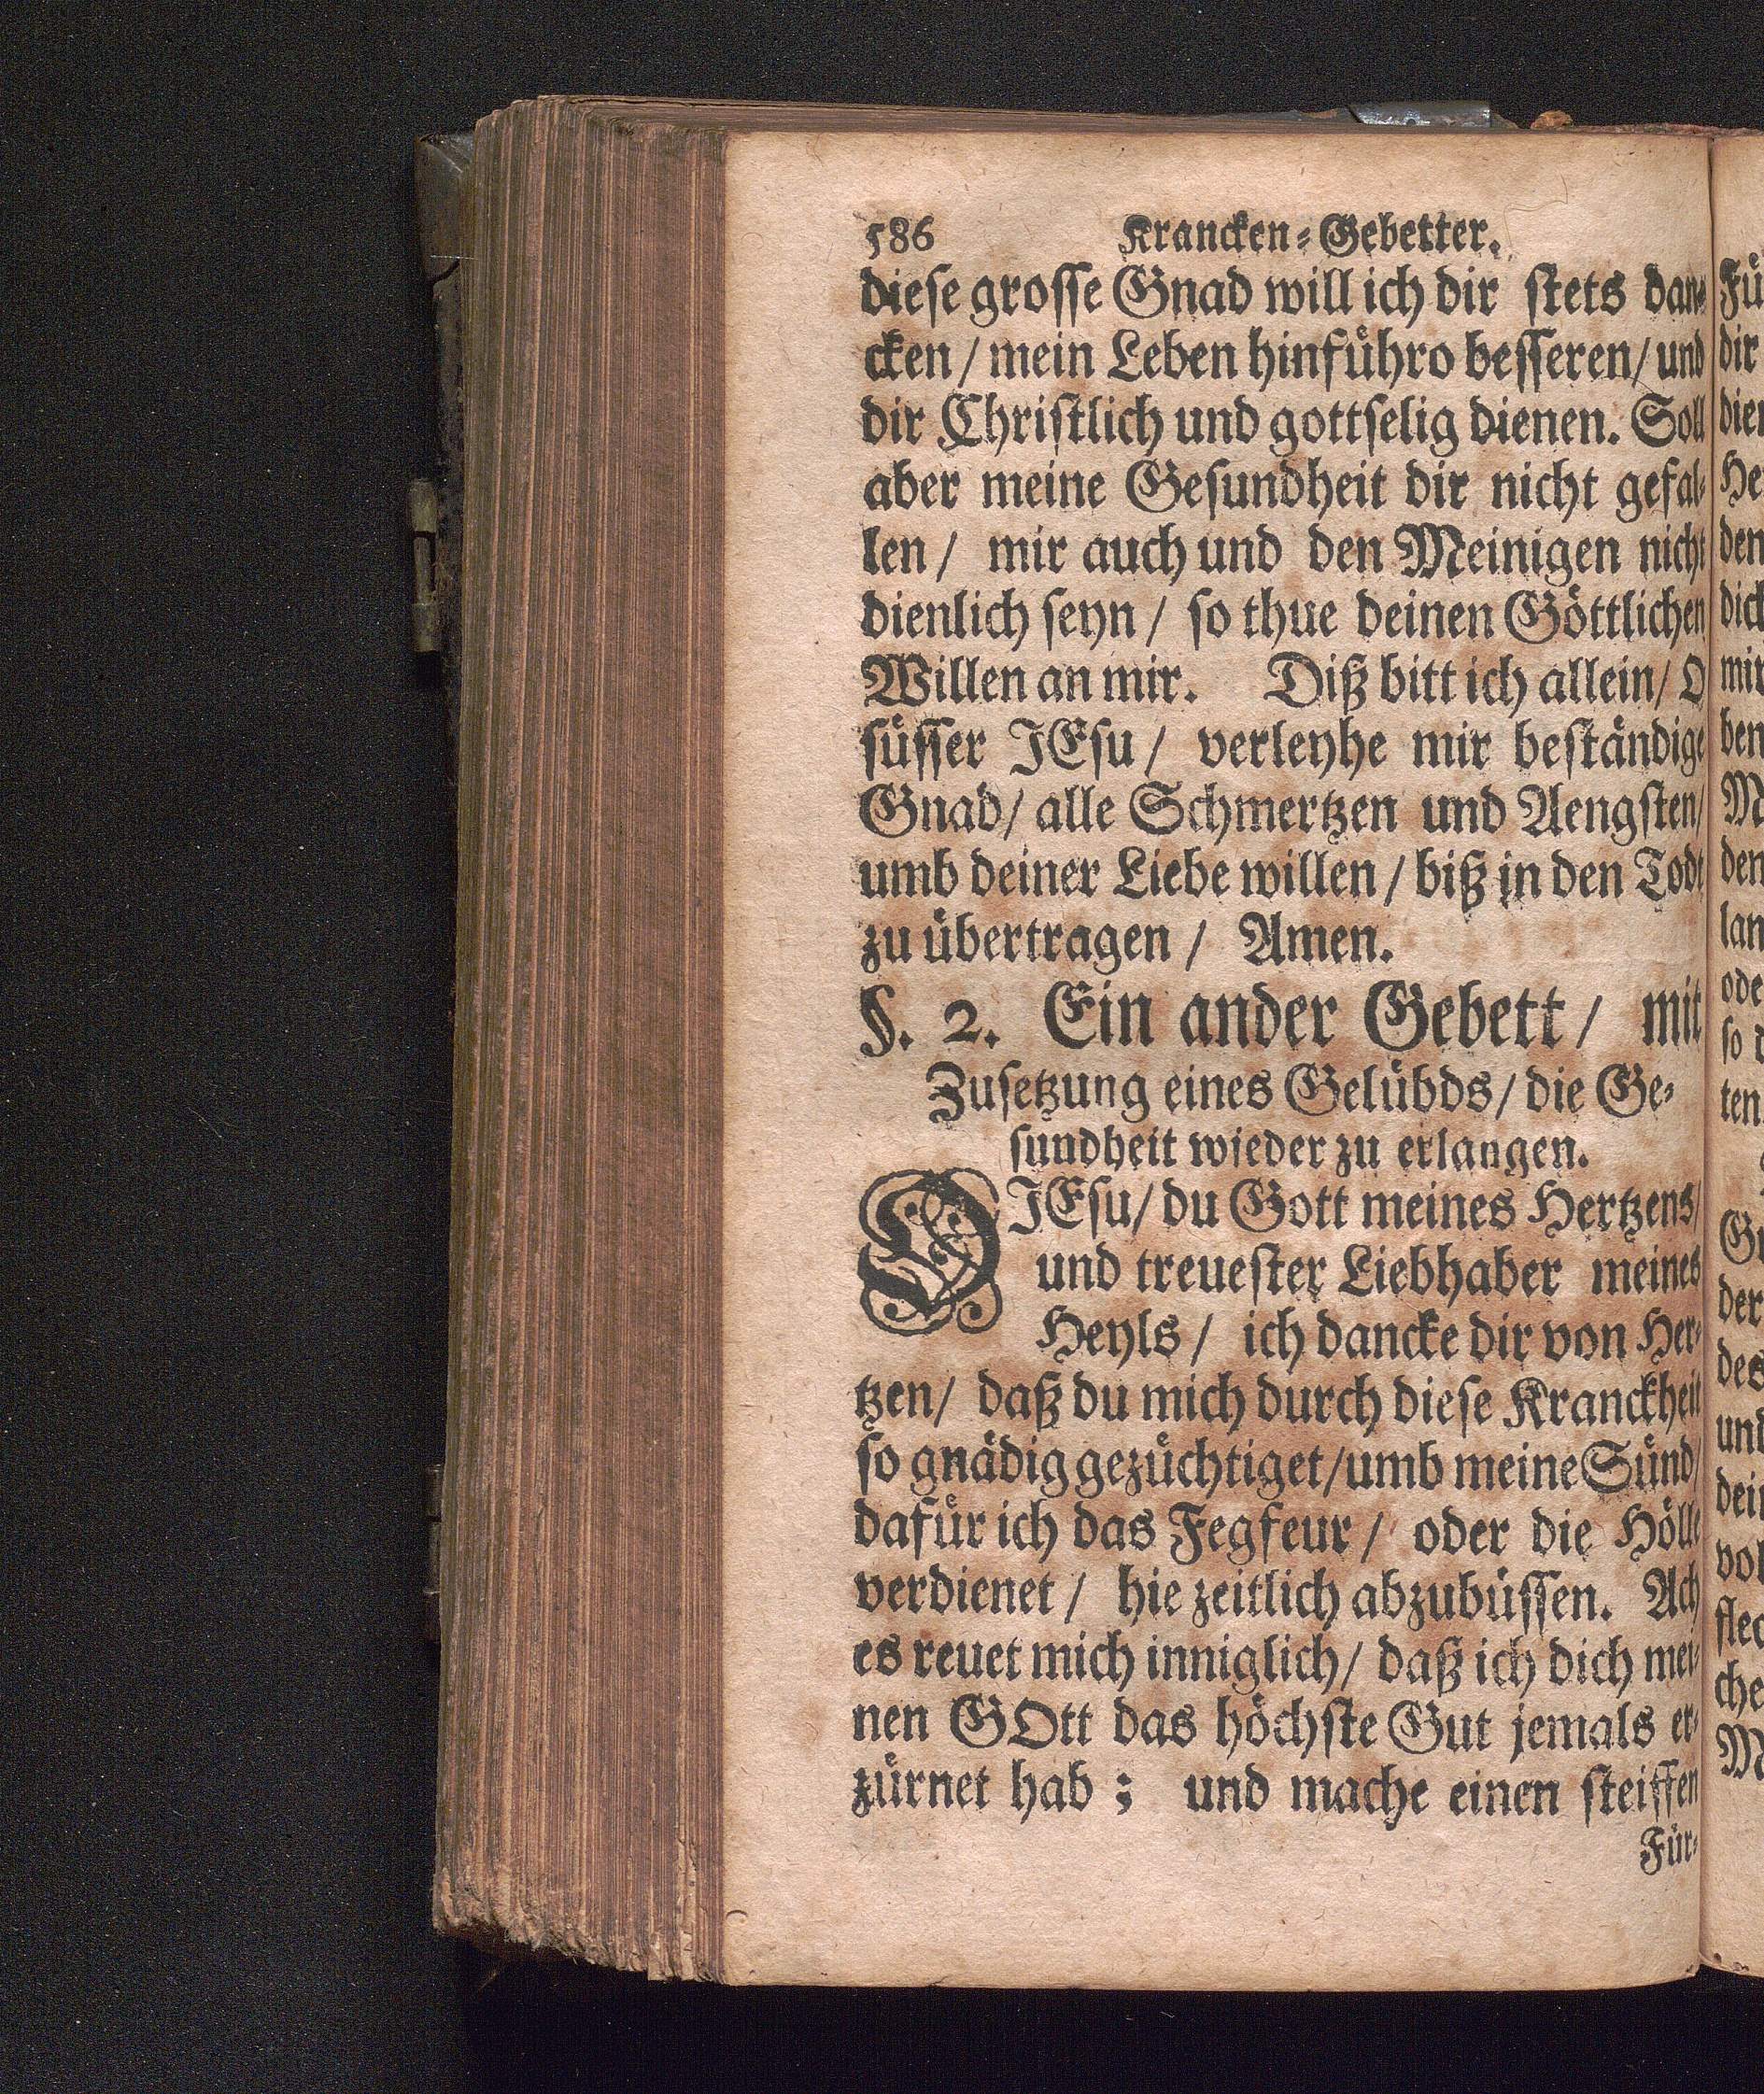 586 Krancken-Gebetter.
diese grosse Gnad will ich dir stets dan-
cken / mein Leben hinführo besseren / und
dir Christlich und gottselig dienen. Soll
aber meine Gesundheit dir nicht gefal-
len / mir auch und den Meinigen nicht
dienlich seyn / so thue deinen Göttlichen
Willen an mir. Diß bitt ich allein / O
süsser JEsu / verleyhe mir beständige
Gnad / alle Schmertzen und Aengsten /
umb deiner Liebe willen / biß in den Todt
zu übertragen / Amen.
§. 2. Ein ander Gebett / mit
Zusetzung eines Gelübds / die Ge-
sundheit wieder zu erlangen.
O JEsu / du Gott meines Hertzens /
und treuester Liebhaber meines
Heyls / ich dancke dir von Her-
tzen / daß du mich durch diese Kranckheit
so gnädig gezüchtiget / umb meine Sünd /
dafür ich das Fegfeur / oder die Hölle
verdienet / hie zeitlich abzubüssen. Ach
es reuet mich inniglich / daß ich dich mei-
nen GOtt das höchste Gut jemals er-
zürnet hab ; und mache einen steiffen
Für-